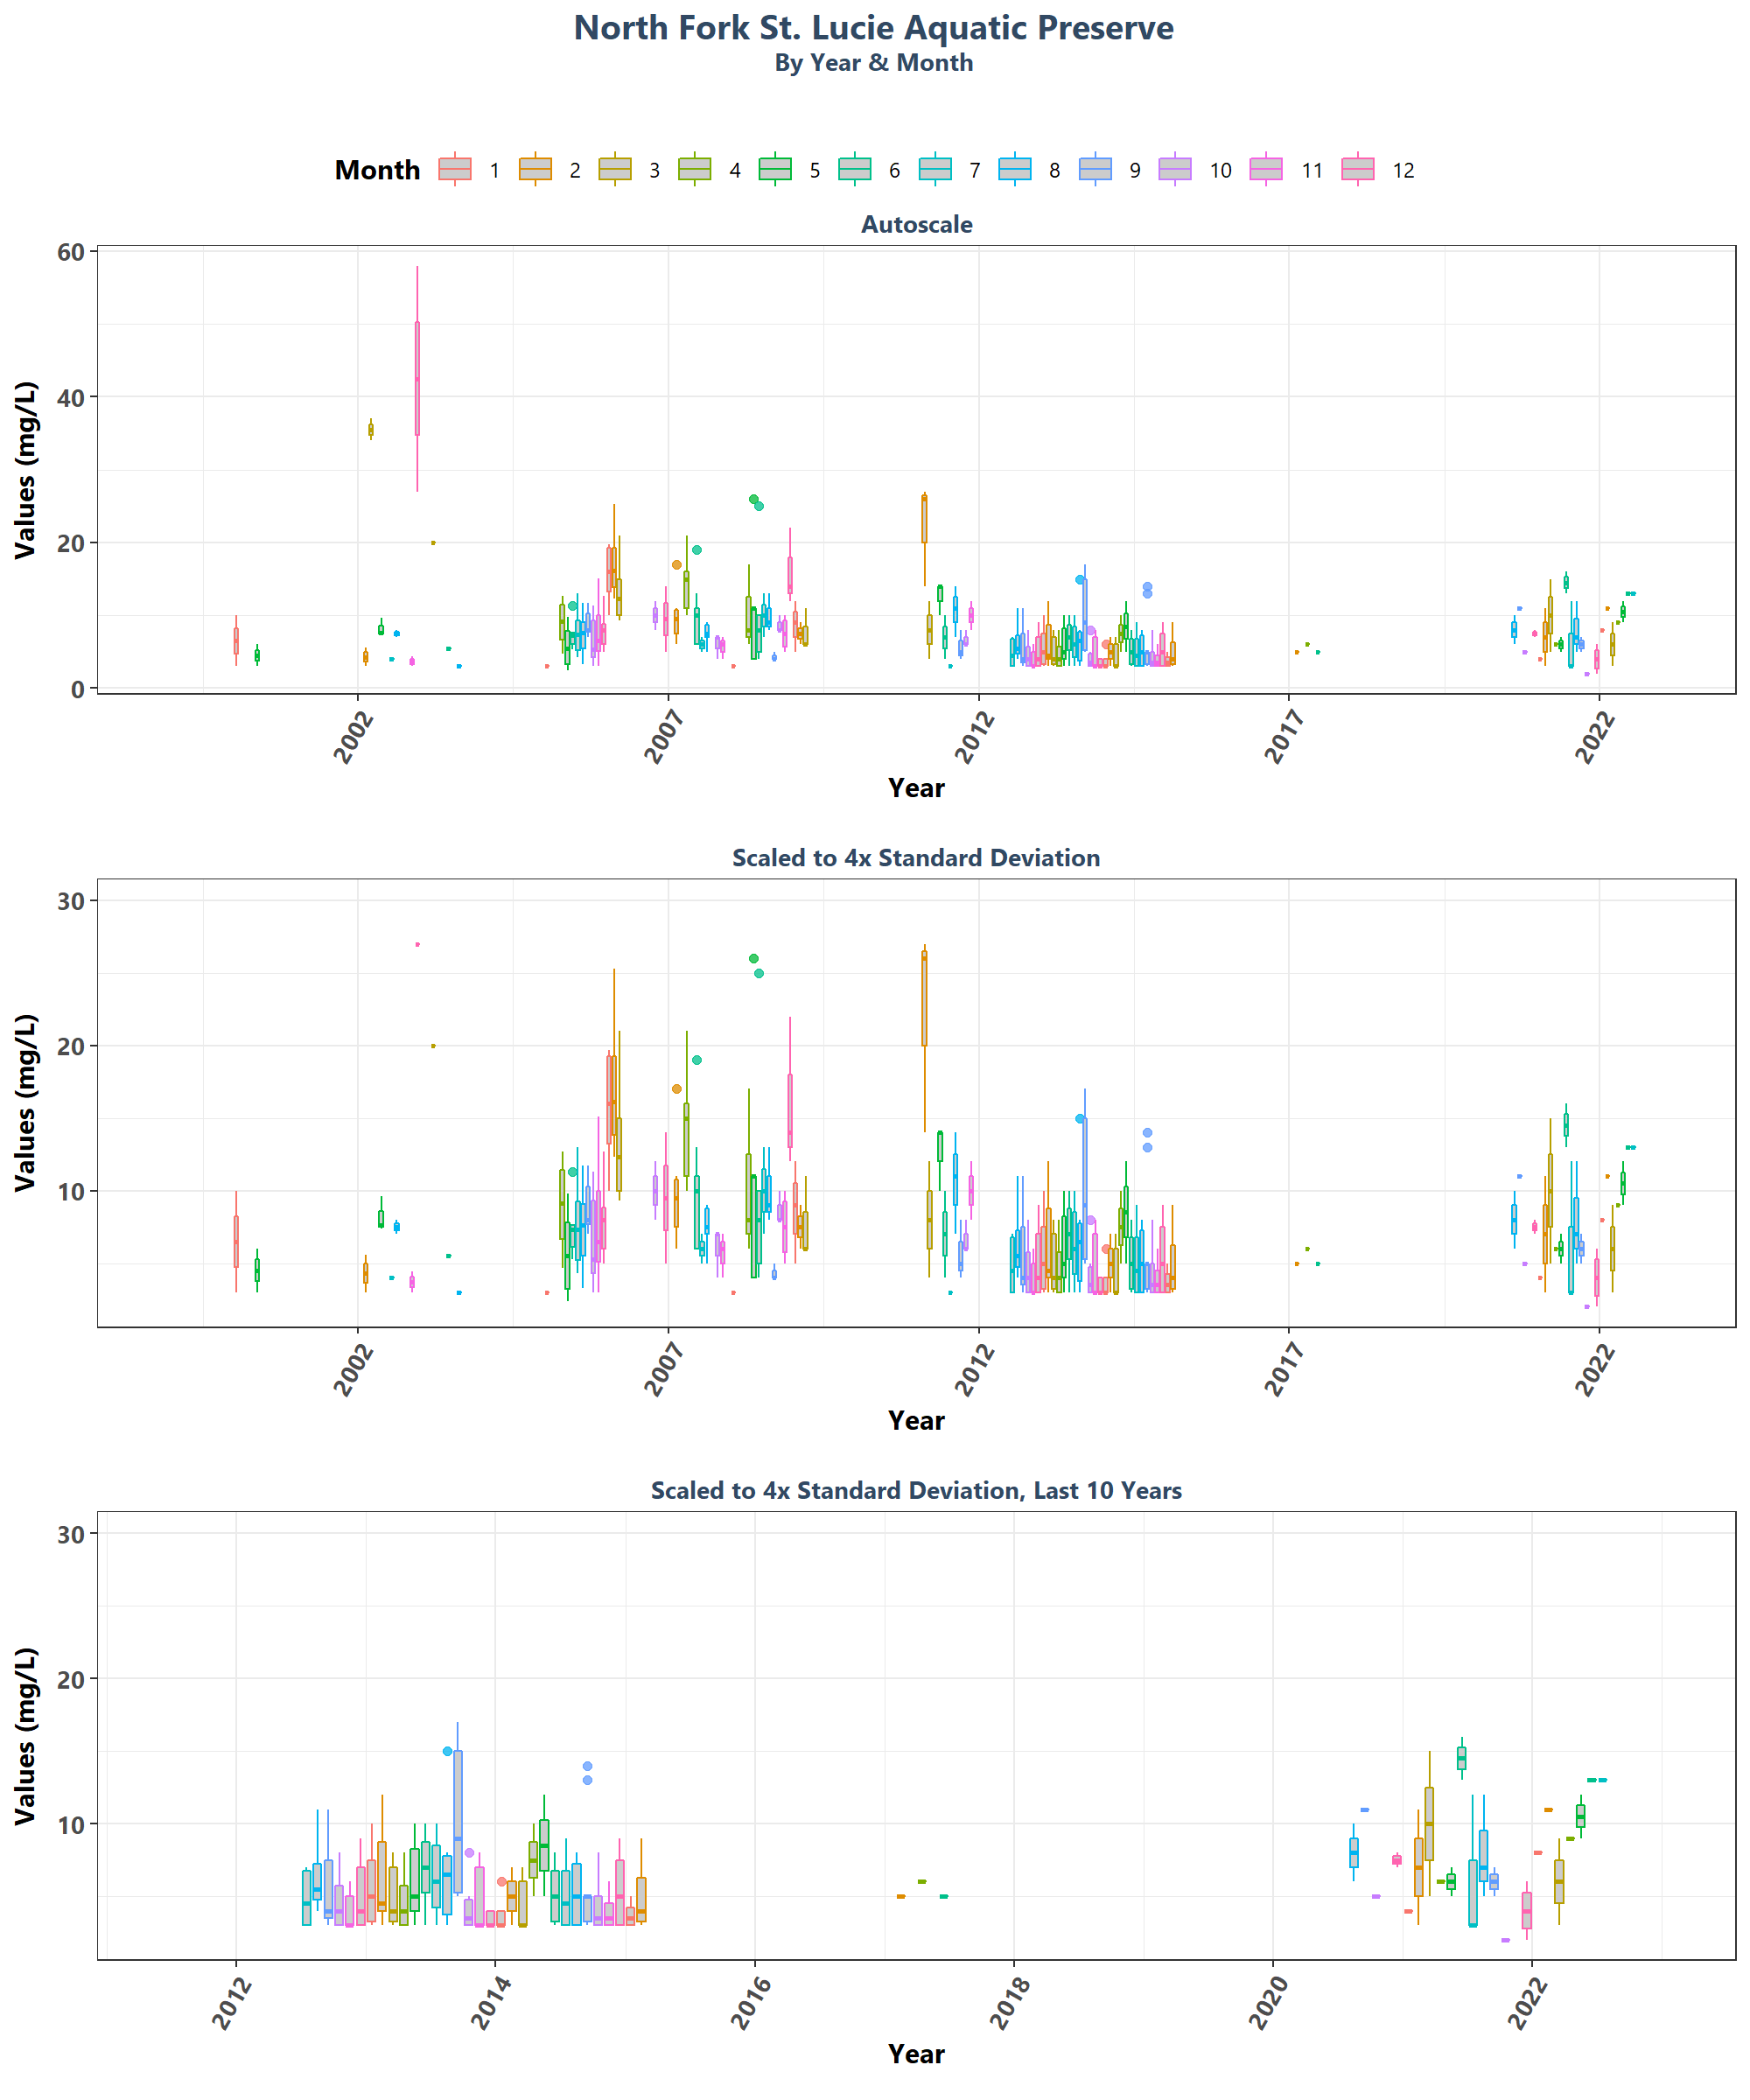 North Fork St. Lucie Aquatic Preserve
By Year & Month
Month 1 2 3 4 5 6 7 8 9 10 11 12
Autoscale
60
40
20
0
Values (mg/L)
2002 2007 2012 2017 2022
Year
Scaled to 4x Standard Deviation
30
20
10
Values (mg/L)
2002 2007 2012 2017 2022
Year
Scaled to 4x Standard Deviation, Last 10 Years
30
20
10
Values (mg/L)
2012 2014 2016 2018 2020 2022
Year